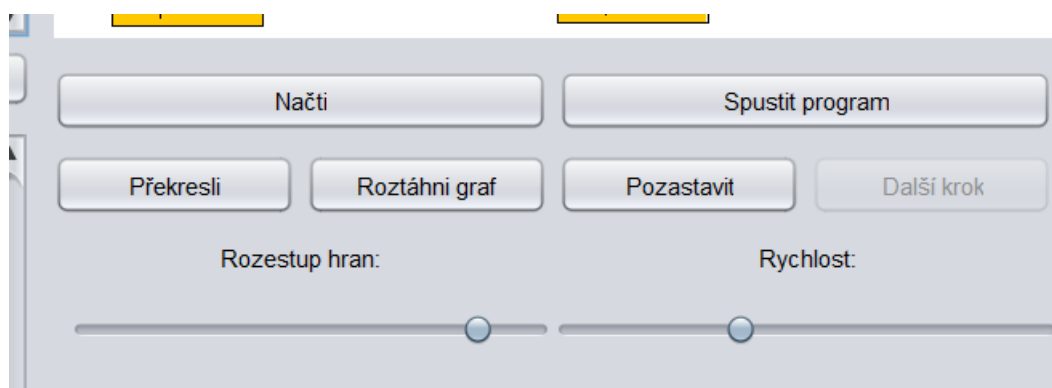 Načti
Spustit program
Překresli
Roztáhni graf
Pozastavit
Další krok
Rozestup hran:
Rychlost: